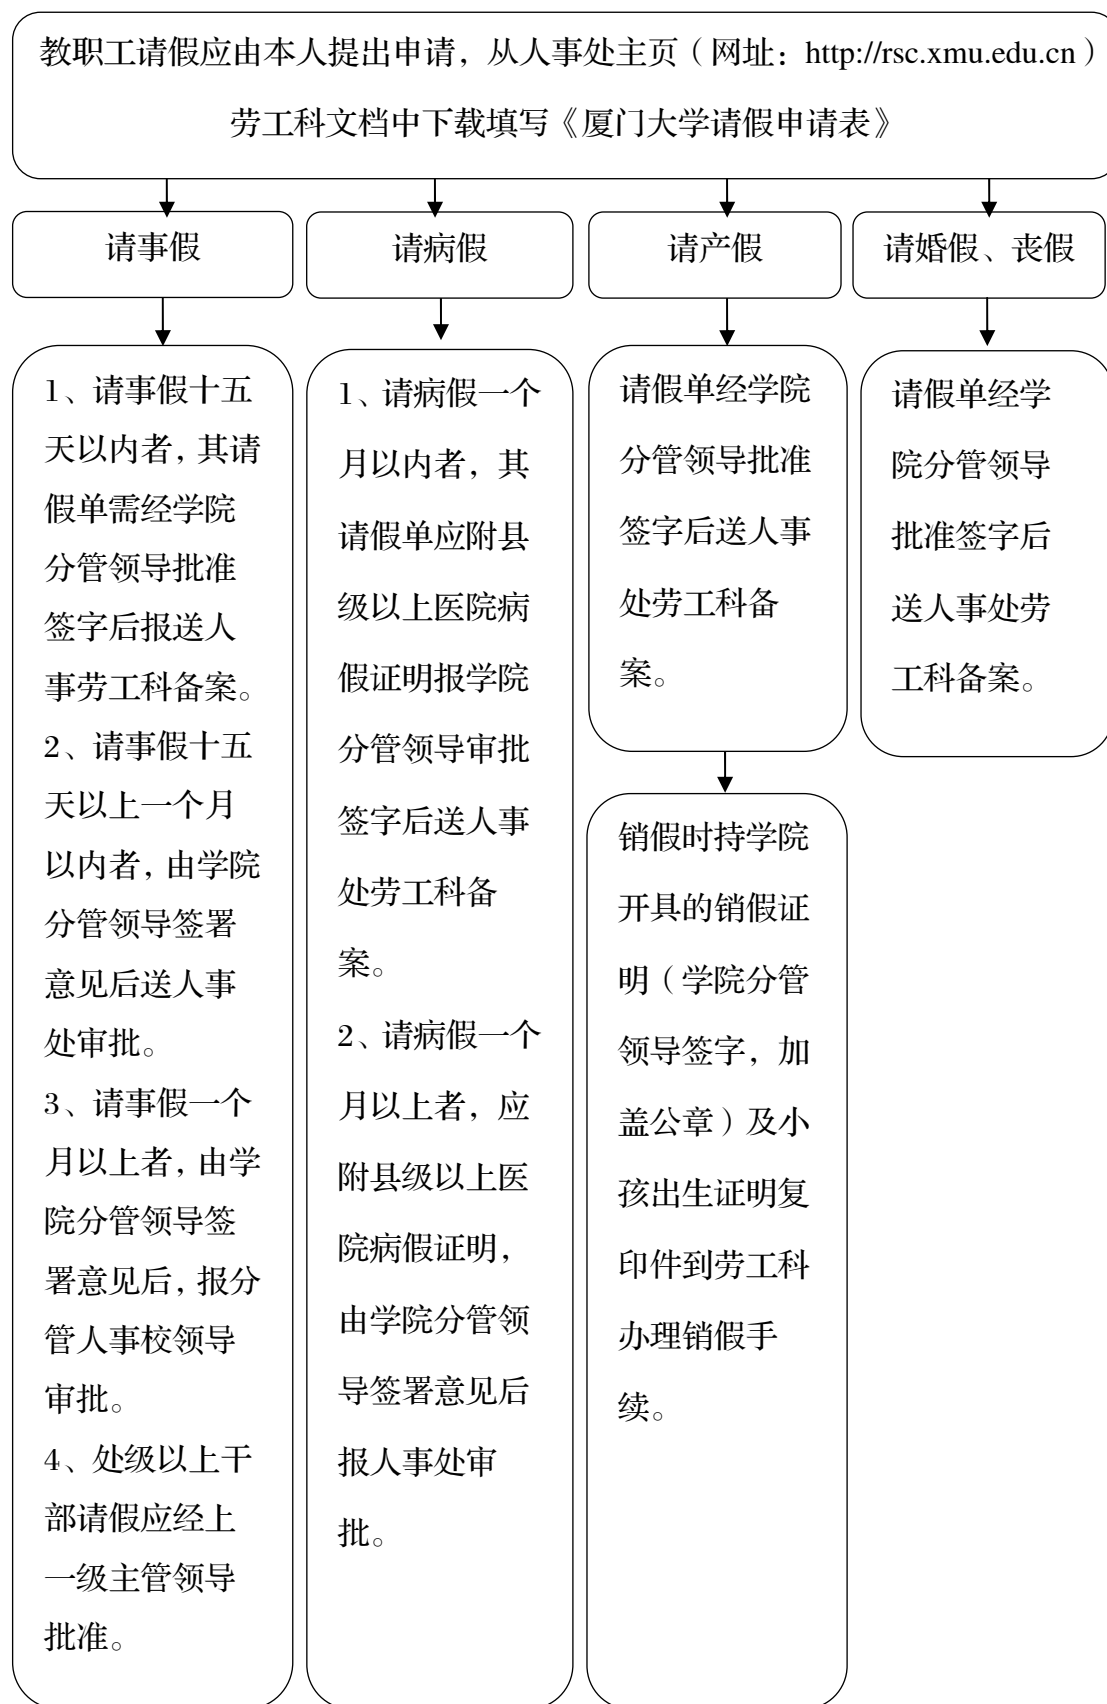 教职工请假应由本人提出申请，从人事处主页（网址：http://rsc.xmu.edu.cn）
劳工科文档中下载填写《厦门大学请假申请表》
请事假
请病假
请产假
请婚假、丧假
1、请事假十五
天以内者，其请
假单需经学院
分管领导批准
签字后报送人
事劳工科备案。
2、请事假十五
天以上一个月
以内者，由学院
分管领导签署
意见后送人事
处审批。
3、请事假一个
月以上者，由学
院分管领导签
署意见后，报分
管人事校领导
审批。
4、处级以上干
部请假应经上
一级主管领导
批准。
1、请病假一个
月以内者，其
请假单应附县
级以上医院病
假证明报学院
分管领导审批
签字后送人事
处劳工科备
案。
2、请病假一个
月以上者，应
附县级以上医
院病假证明，
由学院分管领
导签署意见后
报人事处审
批。
请假单经学院
分管领导批准
签字后送人事
处劳工科备
案。
销假时持学院
开具的销假证
明（学院分管
领导签字，加
盖公章）及小
孩出生证明复
印件到劳工科
办理销假手
续。
请假单经学
院分管领导
批准签字后
送人事处劳
工科备案。